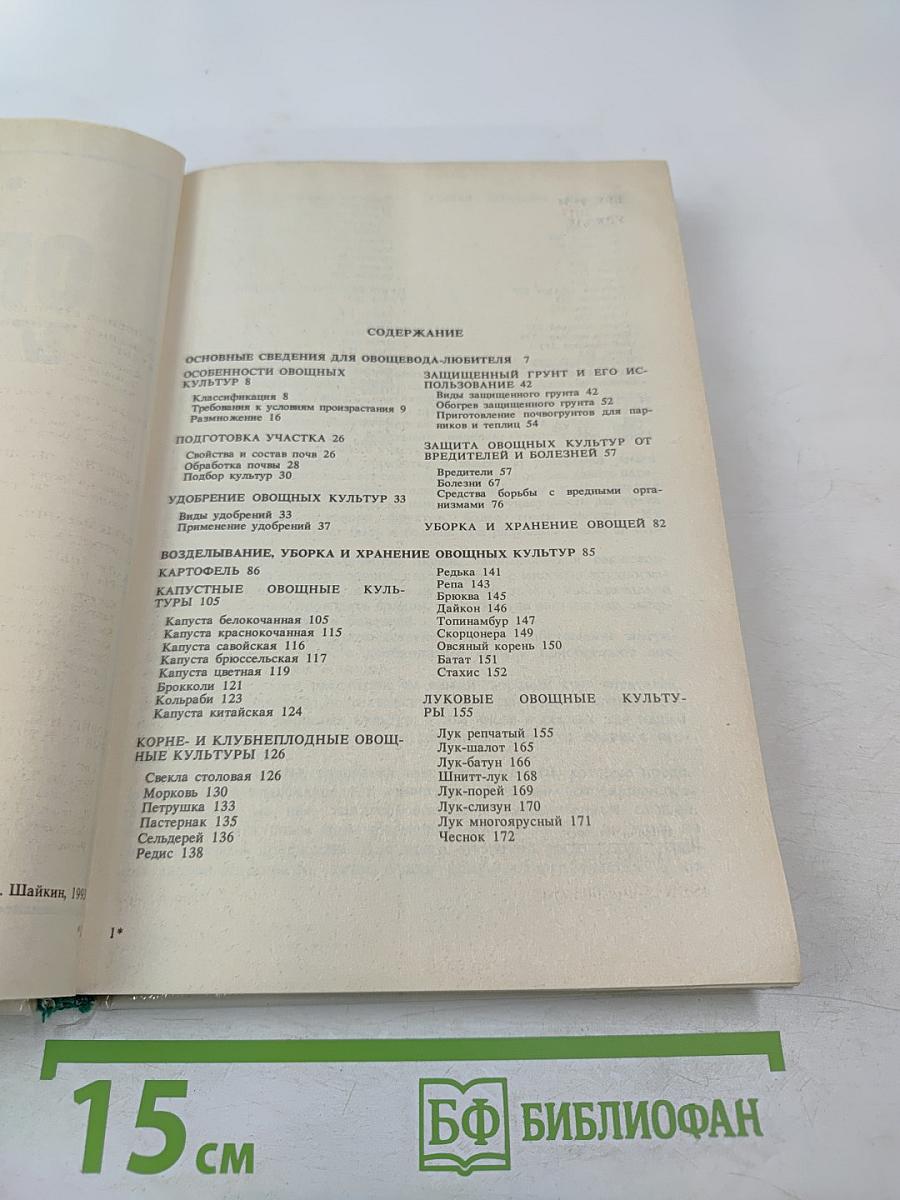 СОДЕРЖАНИЕ
ОСНОВНЫЕ СВЕДЕНИЯ ДЛЯ ОВОЩЕВОДА-ЛЮБИТЕЛЯ 7
ОСОБЕННОСТИ ОВОЩНЫХ
КУЛЬТУР 8
Классификация 8
Требования к условиям произрастания 9
Размножение 16
ПОДГОТОВКА УЧАСТКА 26
Свойства и состав почв 26
Обработка почвы 28
Подбор культур 30
УДОБРЕНИЕ ОВОЩНЫХ КУЛЬТУР 33
Виды удобрений 33
Применение удобрений 37
ЗАЩИЩЕННЫЙ ГРУНТ И ЕГО ИС-
ПОЛЬЗОВАНИЕ 42
Виды защищенного грунта 42
Обогрев защищенного грунта 52
Приготовление почвогрунтов для пар-
ников и теплиц 54
ЗАЩИТА ОВОЩНЫХ КУЛЬТУР ОТ
ВРЕДИТЕЛЕЙ И БОЛЕЗНЕЙ 57
Вредители 57
Болезни 67
Средства борьбы с вредными орга-
низмами 76
УБОРКА И ХРАНЕНИЕ ОВОЩЕЙ 82
ВОЗДЕЛЫВАНИЕ, УБОРКА И ХРАНЕНИЕ ОВОЩНЫХ КУЛЬТУР 85
КАРТОФЕЛЬ 86
КАПУСТНЫЕ ОВОЩНЫЕ КУЛЬ-
ТУРЫ 105
Капуста белокочанная 105
Капуста краснокочанная 115
Капуста савойская 116
Капуста брюссельская 117
Капуста цветная 119
Брокколи 121
Кольраби 123
Капуста китайская 124
КОРНЕ- И КЛУБНЕПЛОДНЫЕ ОВОЩ-
НЫЕ КУЛЬТУРЫ 126
Свекла столовая 126
Морковь 130
Петрушка 133
Пастернак 135
Сельдерей 136
Редис 138
Редька 141
Репа 143
Брюква 145
Дайкон 146
Топинамбур 147
Скорцонера 149
Овсяный корень 150
Батат 151
Стахис 152
ЛУКОВЫЕ ОВОЩНЫЕ КУЛЬТУ-
РЫ 155
Лук репчатый 155
Лук-шалот 165
Лук-батун 166
Шнитт-лук 168
Лук-порей 169
Лук-слизун 170
Лук многоярусный 171
Чеснок 172
. Шайкин, 199
1*
15 см
БФ БИБЛИОФАН